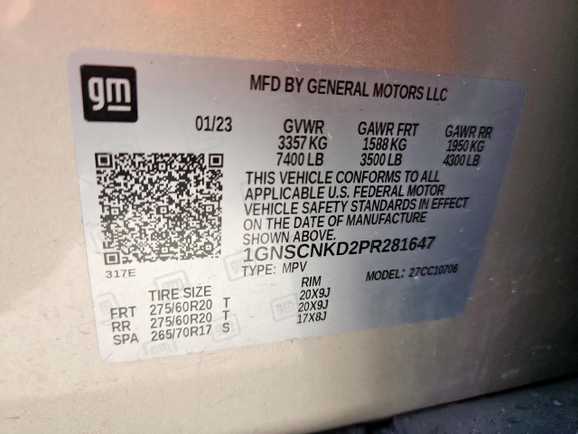 gm
MFD BY GENERAL MOTORS LLC
01/23 GVWR GAWR FRT GAWR RR
3357 KG 1588 KG 1950 KG
7400 LB 3500 LB 4300 LB
THIS VEHICLE CONFORMS TO ALL
APPLICABLE U.S. FEDERAL MOTOR
VEHICLE SAFETY STANDARDS IN EFFECT
ON THE DATE OF MANUFACTURE
SHOWN ABOVE.
1GNSCNKD2PR281647
317E TYPE: MPV MODEL: 27CC10706
TIRE SIZE RIM
FRT 275/60R20 T 20X9J
RR 275/60R20 T 20X9J
SPA 265/70R17 S 17X8J